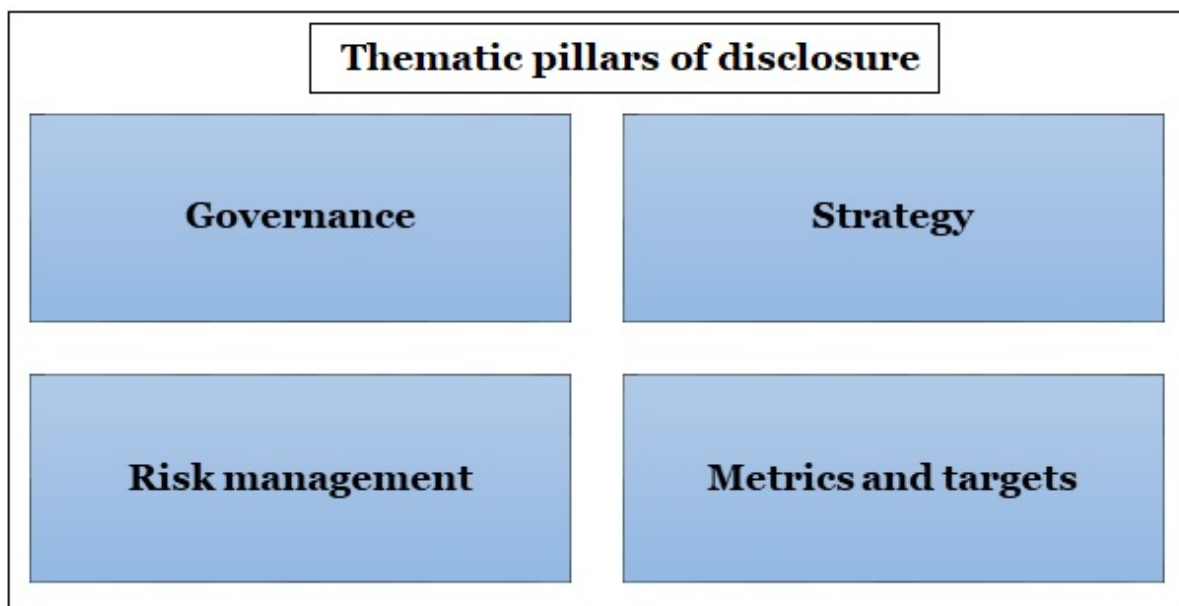 Thematic pillars of disclosure
Governance
Strategy
Risk management
Metrics and targets